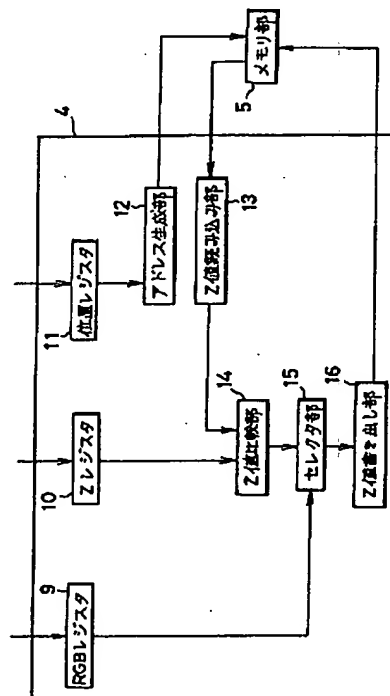 4
9
RGBレジスタ
10
Zレジスタ
11
位置レジスタ
12
アドレス生成部
5
メモリ部
13
Z値読み込み部
14
Z値比較部
15
セレクタ部
16
Z値書き出し部